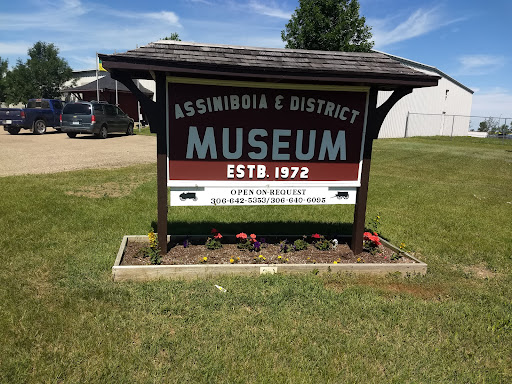 ASSINIBOIA & DISTRICT
MUSEUM
ESTB. 1972
OPEN ON-REQUEST
306-642-5353/306-640-6095